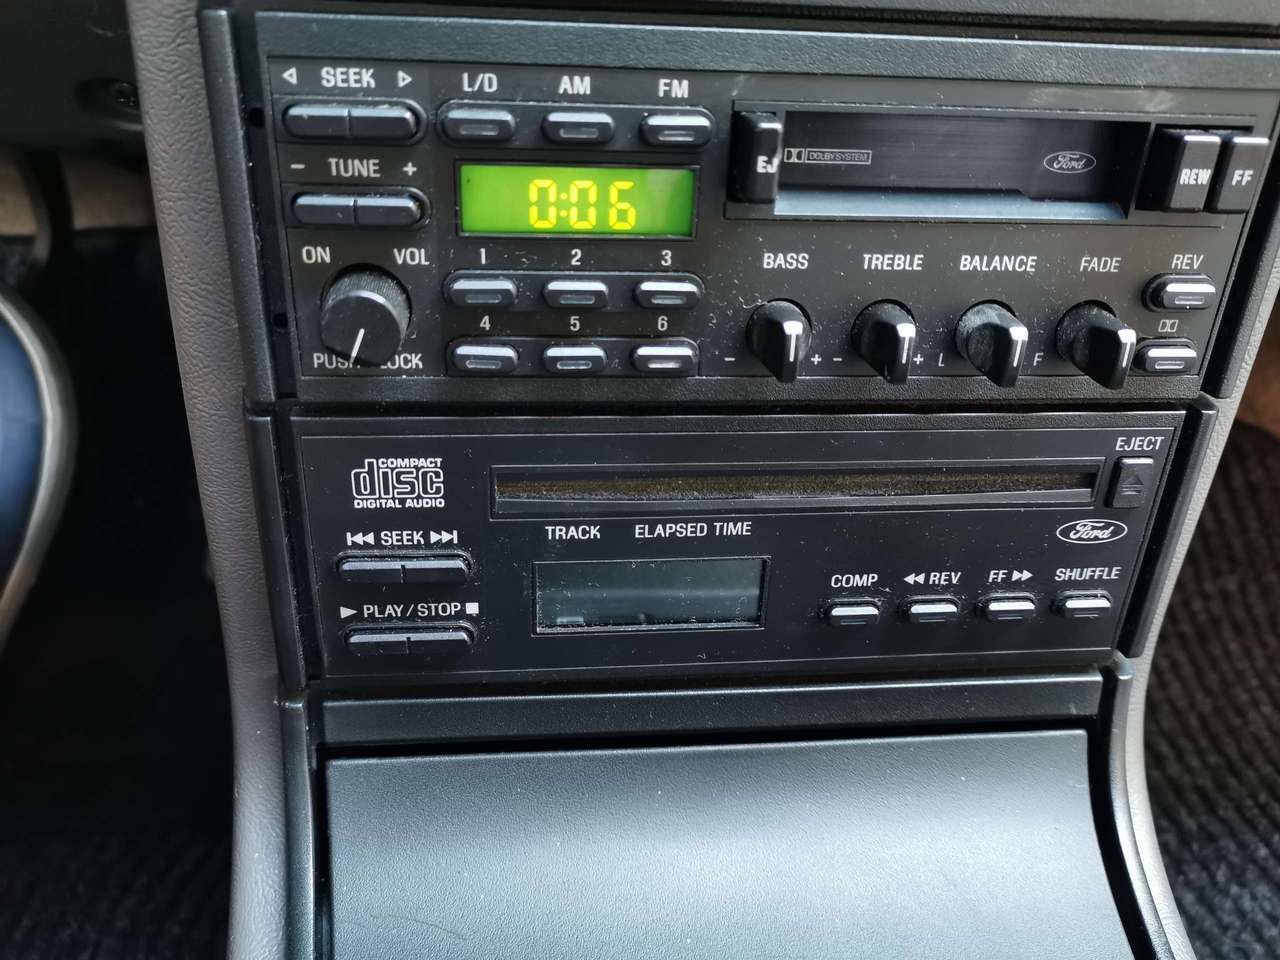 ◁ SEEK ▷
L/D AM FM
EJ
DOLBY SYSTEM
Ford
REW FF
- TUNE +
0:06
ON VOL
1 2 3
BASS TREBLE BALANCE FADE
REV
4 5 6
- + - + L F
PUSH CLOCK
EJECT
COMPACT
disc
DIGITAL AUDIO
TRACK ELAPSED TIME
Ford
⏮ SEEK ⏭
COMP ◀◀ REV FF ▶▶ SHUFFLE
▶ PLAY/STOP ■